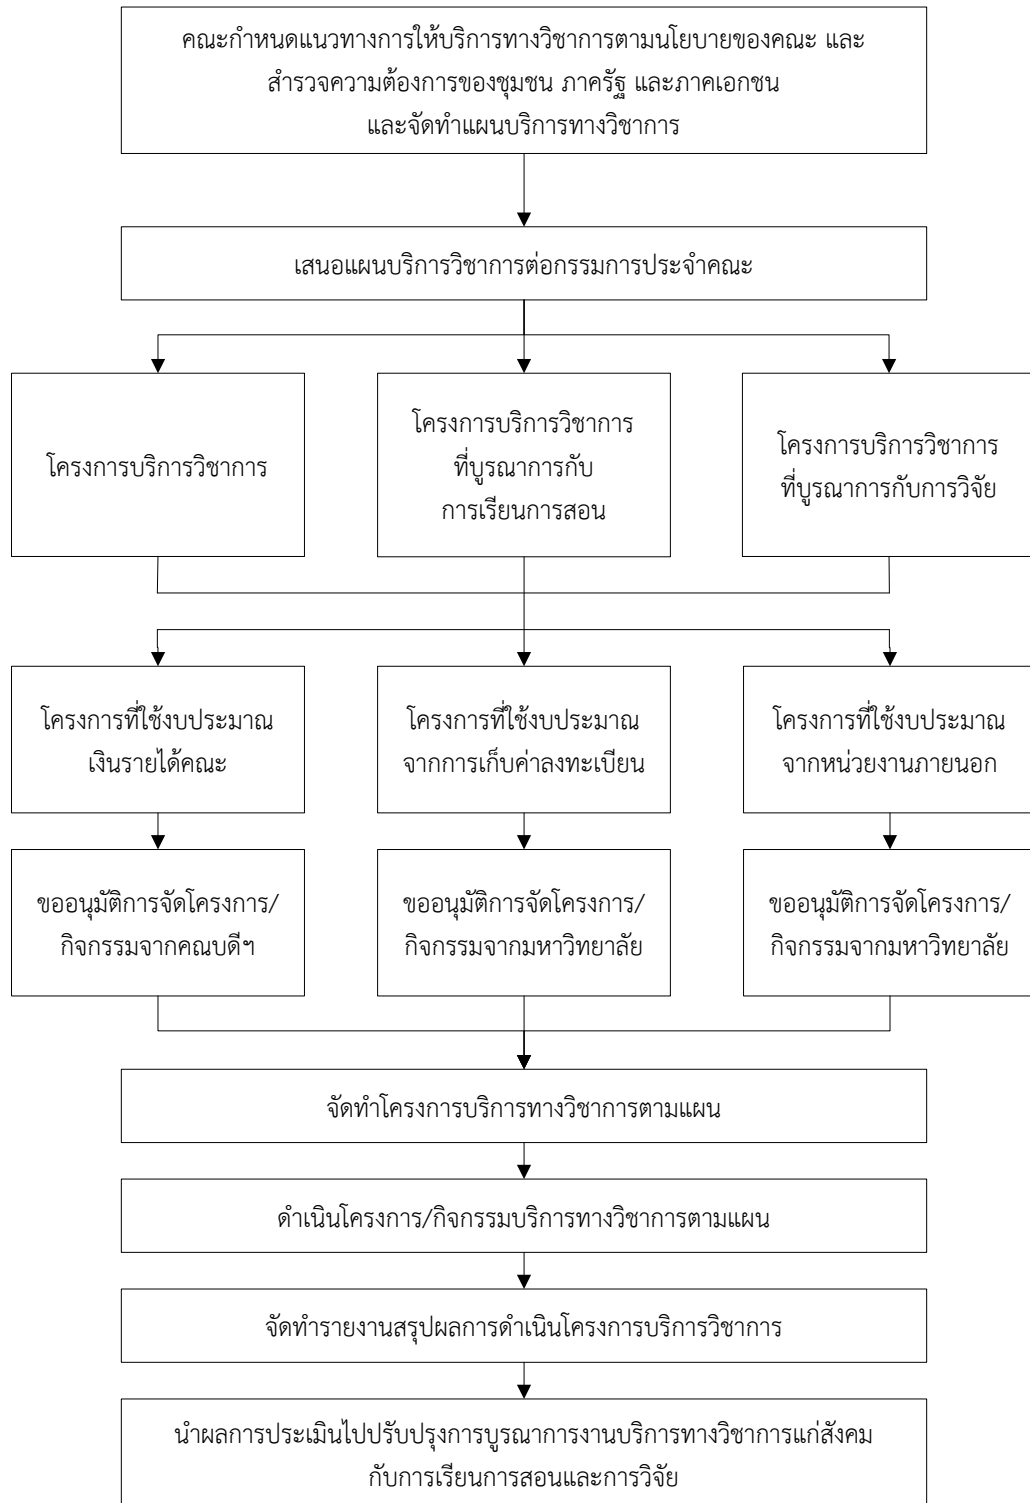 คณะกำหนดแนวทางการให้บริการทางวิชาการตามนโยบายของคณะ และ
สำรวจความต้องการของชุมชน ภาครัฐ และภาคเอกชน
และจัดทำแผนบริการทางวิชาการ
เสนอแผนบริการวิชาการต่อกรรมการประจำคณะ
โครงการบริการวิชาการ
โครงการบริการวิชาการ
ที่บูรณาการกับ
การเรียนการสอน
โครงการบริการวิชาการ
ที่บูรณาการกับการวิจัย
โครงการที่ใช้งบประมาณ
เงินรายได้คณะ
โครงการที่ใช้งบประมาณ
จากการเก็บค่าลงทะเบียน
โครงการที่ใช้งบประมาณ
จากหน่วยงานภายนอก
ขออนุมัติการจัดโครงการ/
กิจกรรมจากคณบดีฯ
ขออนุมัติการจัดโครงการ/
กิจกรรมจากมหาวิทยาลัย
ขออนุมัติการจัดโครงการ/
กิจกรรมจากมหาวิทยาลัย
จัดทำโครงการบริการทางวิชาการตามแผน
ดำเนินโครงการ/กิจกรรมบริการทางวิชาการตามแผน
จัดทำรายงานสรุปผลการดำเนินโครงการบริการวิชาการ
นำผลการประเมินไปปรับปรุงการบูรณาการงานบริการทางวิชาการแก่สังคม
กับการเรียนการสอนและการวิจัย